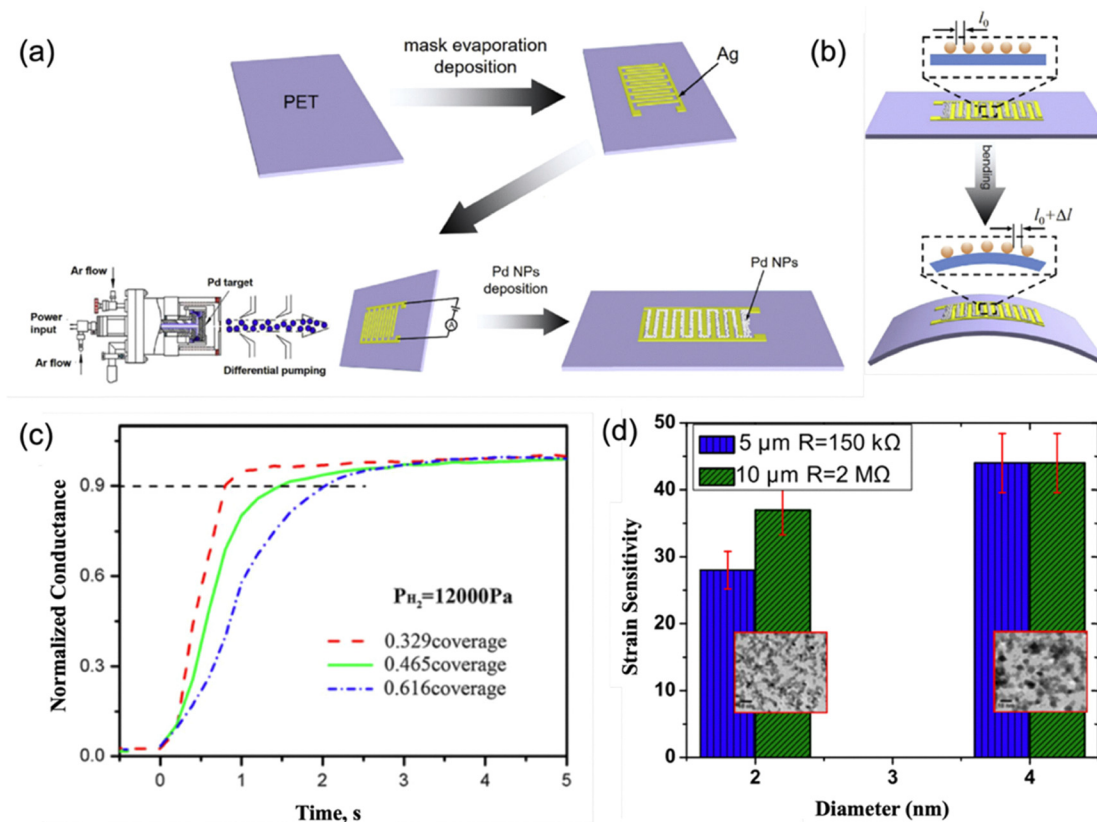 (a)
mask evaporation
deposition
PET
Ag
(b)
l₀
bending
l₀+Δl
Ar flow
Pd target
Power
input
Ar flow
Differential pumping
A
Pd NPs
deposition
Pd NPs
(c)
Normalized Conductance
0.9
0.6
0.3
0.0
P_H₂=12000Pa
0.329coverage
0.465coverage
0.616coverage
0 1 2 3 4 5
Time, s
(d)
Strain Sensitivity
50
40
30
20
10
0
5 µm R=150 kΩ
10 µm R=2 MΩ
2 3 4
Diameter (nm)